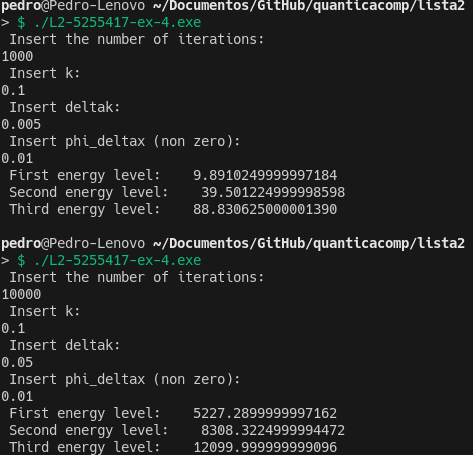 pedro@Pedro-Lenovo ~/Documentos/GitHub/quanticacomp/lista2
> $ ./L2-5255417-ex-4.exe
Insert the number of iterations:
1000
Insert k:
0.1
Insert deltak:
0.005
Insert phi_deltax (non zero):
0.01
First energy level: 9.8910249999997184
Second energy level: 39.501224999998598
Third energy level: 88.830625000001390
pedro@Pedro-Lenovo ~/Documentos/GitHub/quanticacomp/lista2
> $ ./L2-5255417-ex-4.exe
Insert the number of iterations:
10000
Insert k:
0.1
Insert deltak:
0.05
Insert phi_deltax (non zero):
0.01
First energy level: 5227.2899999997162
Second energy level: 8308.3224999994472
Third energy level: 12099.999999999096